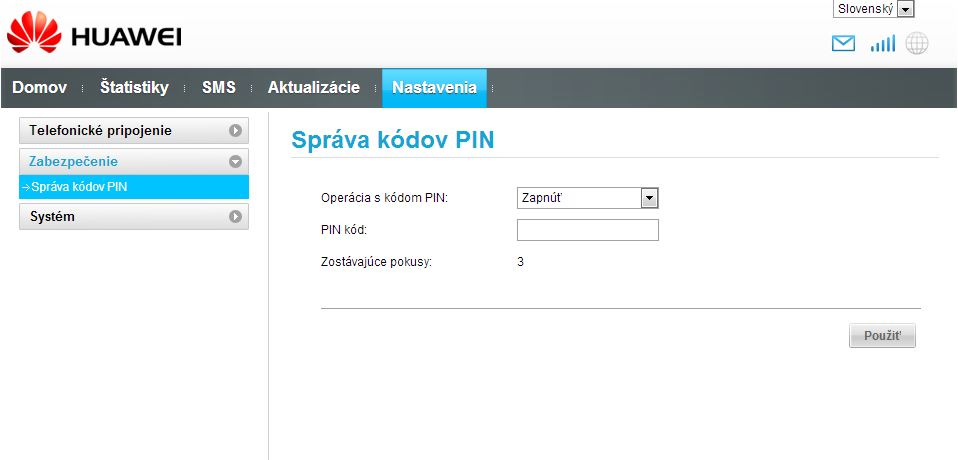 Slovenský
HUAWEI
Domov Štatistiky SMS Aktualizácie Nastavenia
Telefonické pripojenie
Zabezpečenie
Správa kódov PIN
Systém
Správa kódov PIN
Operácia s kódom PIN: Zapnúť
PIN kód:
Zostávajúce pokusy: 3
Použiť